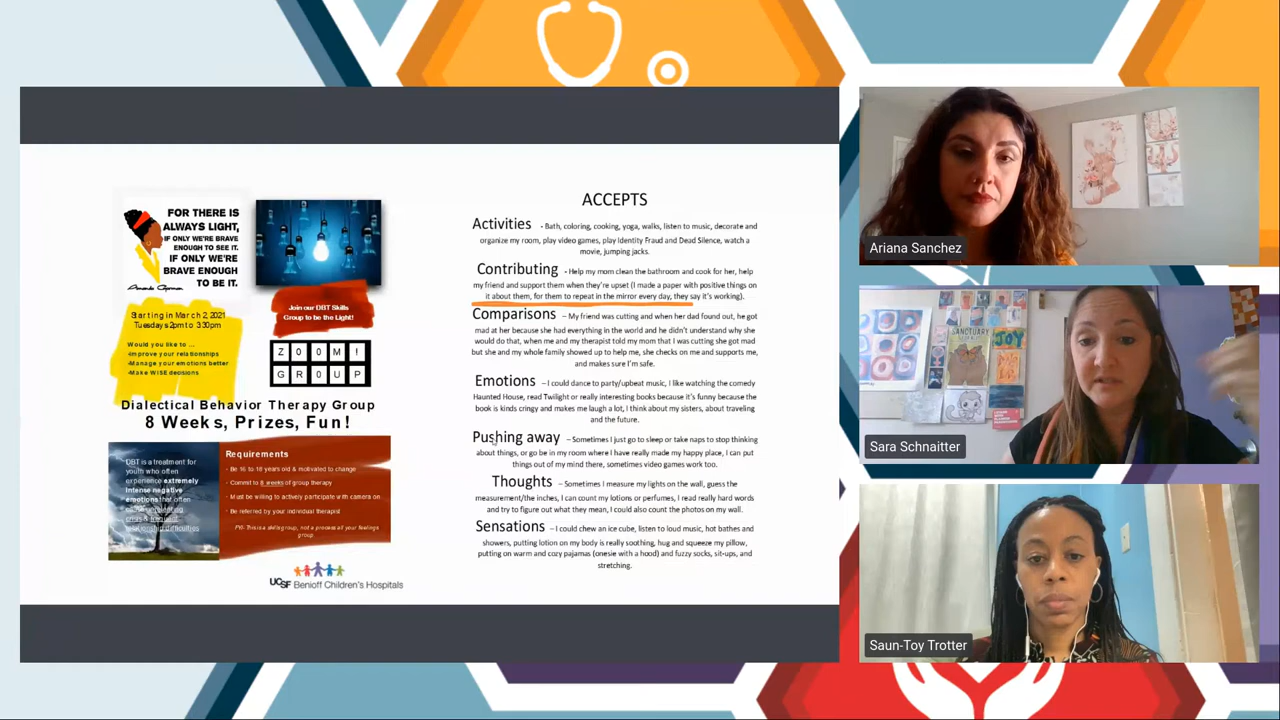 FOR THERE IS
ALWAYS LIGHT,
IF ONLY WE'RE BRAVE
ENOUGH TO SEE IT.
IF ONLY WE'RE
BRAVE ENOUGH
TO BE IT.
Amanda Gorman
Starting in March 2, 2021
Tuesdays 2pm to 3:30pm
Would you like to ...
•Improve your relationships
•Manage your emotions better
•Make WISE decisions
Join our DBT Skills
Group to be the Light!
Z 0 0 M !
G R 0 U P
Dialectical Behavior Therapy Group
8 Weeks, Prizes, Fun!
DBT is a treatment for
youth who often
experience extremely
intense negative
emotions that often
relationship difficulties
Requirements
- Be 16 to 18 years old & motivated to change
- Commit to 8 weeks of group therapy
- Must be willing to actively participate with camera on
- Be referred by your individual therapist
FYI- This is a skills group, not a process all your feelings
group.
UCSF Benioff Children's Hospitals
ACCEPTS
Activities - Bath, coloring, cooking, yoga, walks, listen to music, decorate and
organize my room, play video games, play Identity Fraud and Dead Silence, watch a
movie, jumping jacks.
Contributing - Help my mom clean the bathroom and cook for her, help
my friend and support them when they're upset (I made a paper with positive things on
it about them, for them to repeat in the mirror every day, they say it's working).
Comparisons – My friend was cutting and when her dad found out, he got
mad at her because she had everything in the world and he didn't understand why she
would do that, when me and my therapist told my mom that I was cutting she got mad
but she and my whole family showed up to help me, she checks on me and supports me,
and makes sure I'm safe.
Emotions – I could dance to party/upbeat music, I like watching the comedy
Haunted House, read Twilight or really interesting books because it's funny because the
book is kinds cringy and makes me laugh a lot, I think about my sisters, about traveling
and the future.
Pushing away – Sometimes I just go to sleep or take naps to stop thinking
about things, or go be in my room where I have really made my happy place, I can put
things out of my mind there, sometimes video games work too.
Thoughts – Sometimes I measure my lights on the wall, guess the
measurement/the inches, I can count my lotions or perfumes, I read really hard words
and try to figure out what they mean, I could also count the photos on my wall.
Sensations – I could chew an ice cube, listen to loud music, hot bathes and
showers, putting lotion on my body is really soothing, hug and squeeze my pillow,
putting on warm and cozy pajamas (onesie with a hood) and fuzzy socks, sit-ups, and
stretching.
Ariana Sanchez
SANCTUARY
JOY
Sara Schnaitter
Saun-Toy Trotter